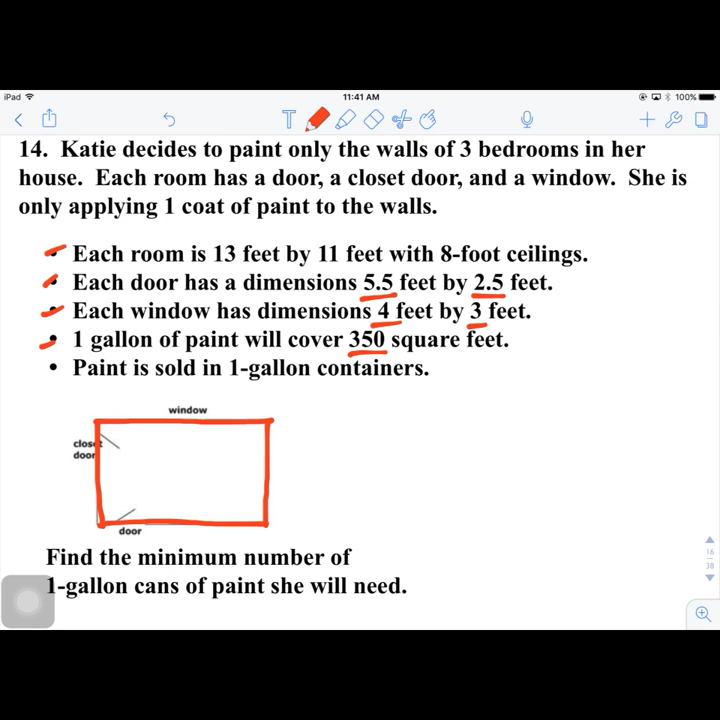 iPad 11:41 AM 100%
T
14. Katie decides to paint only the walls of 3 bedrooms in her
house. Each room has a door, a closet door, and a window. She is
only applying 1 coat of paint to the walls.
• Each room is 13 feet by 11 feet with 8-foot ceilings.
• Each door has a dimensions 5.5 feet by 2.5 feet.
• Each window has dimensions 4 feet by 3 feet.
• 1 gallon of paint will cover 350 square feet.
• Paint is sold in 1-gallon containers.
window
closet
door
door
16
38
Find the minimum number of
1-gallon cans of paint she will need.